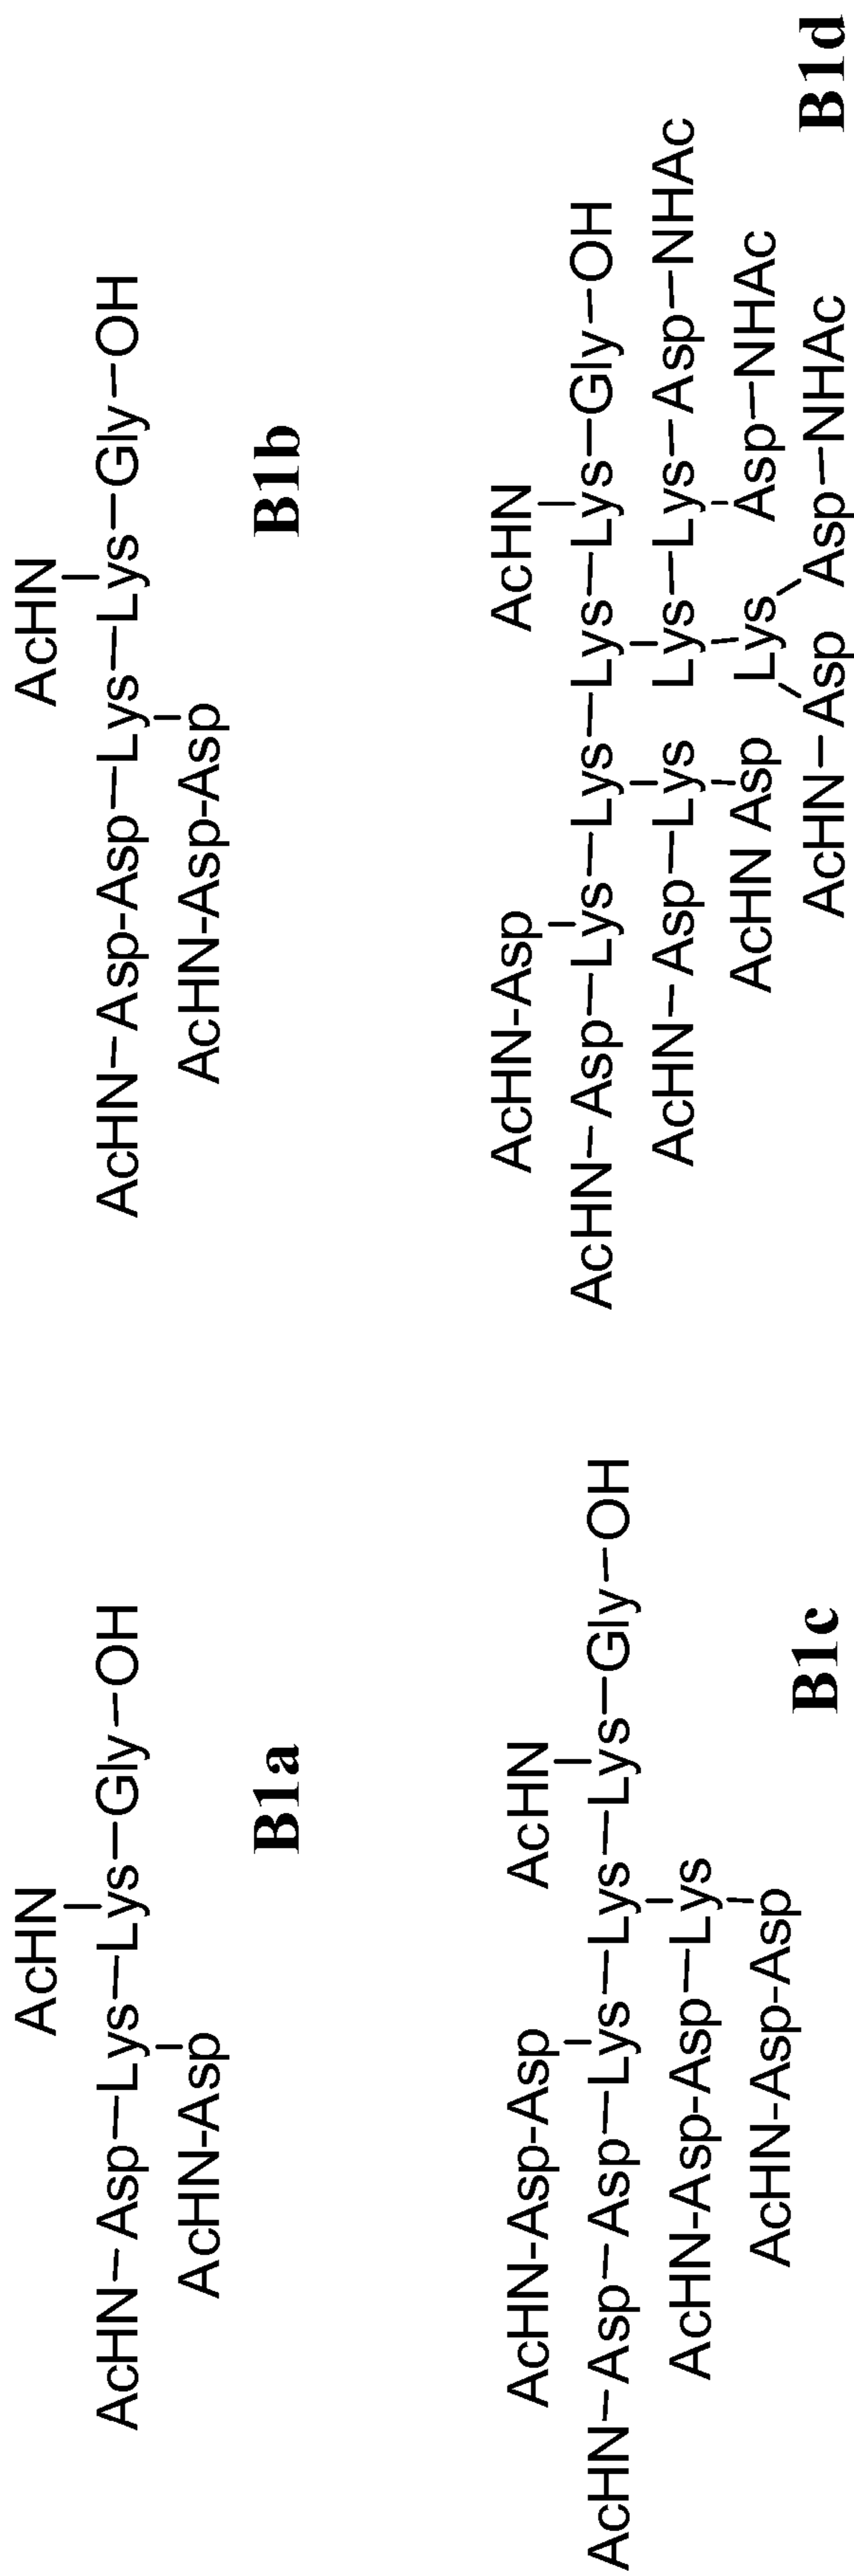 AcHN
AcHN–Asp–Lys–Lys–Gly–OH
AcHN-Asp
B1a
AcHN
AcHN–Asp-Asp–Lys–Lys–Gly–OH
AcHN-Asp-Asp
B1b
AcHN-Asp-Asp AcHN
AcHN–Asp–Asp–Lys–Lys–Lys–Gly–OH
AcHN-Asp-Asp–Lys
AcHN-Asp-Asp
B1c
AcHN-Asp AcHN
AcHN–Asp–Lys–Lys–Lys–Lys–Gly–OH
AcHN–Asp–Lys Lys–Lys–Asp–NHAc
AcHN Asp Lys Asp–NHAc
AcHN–Asp Asp–NHAc
B1d